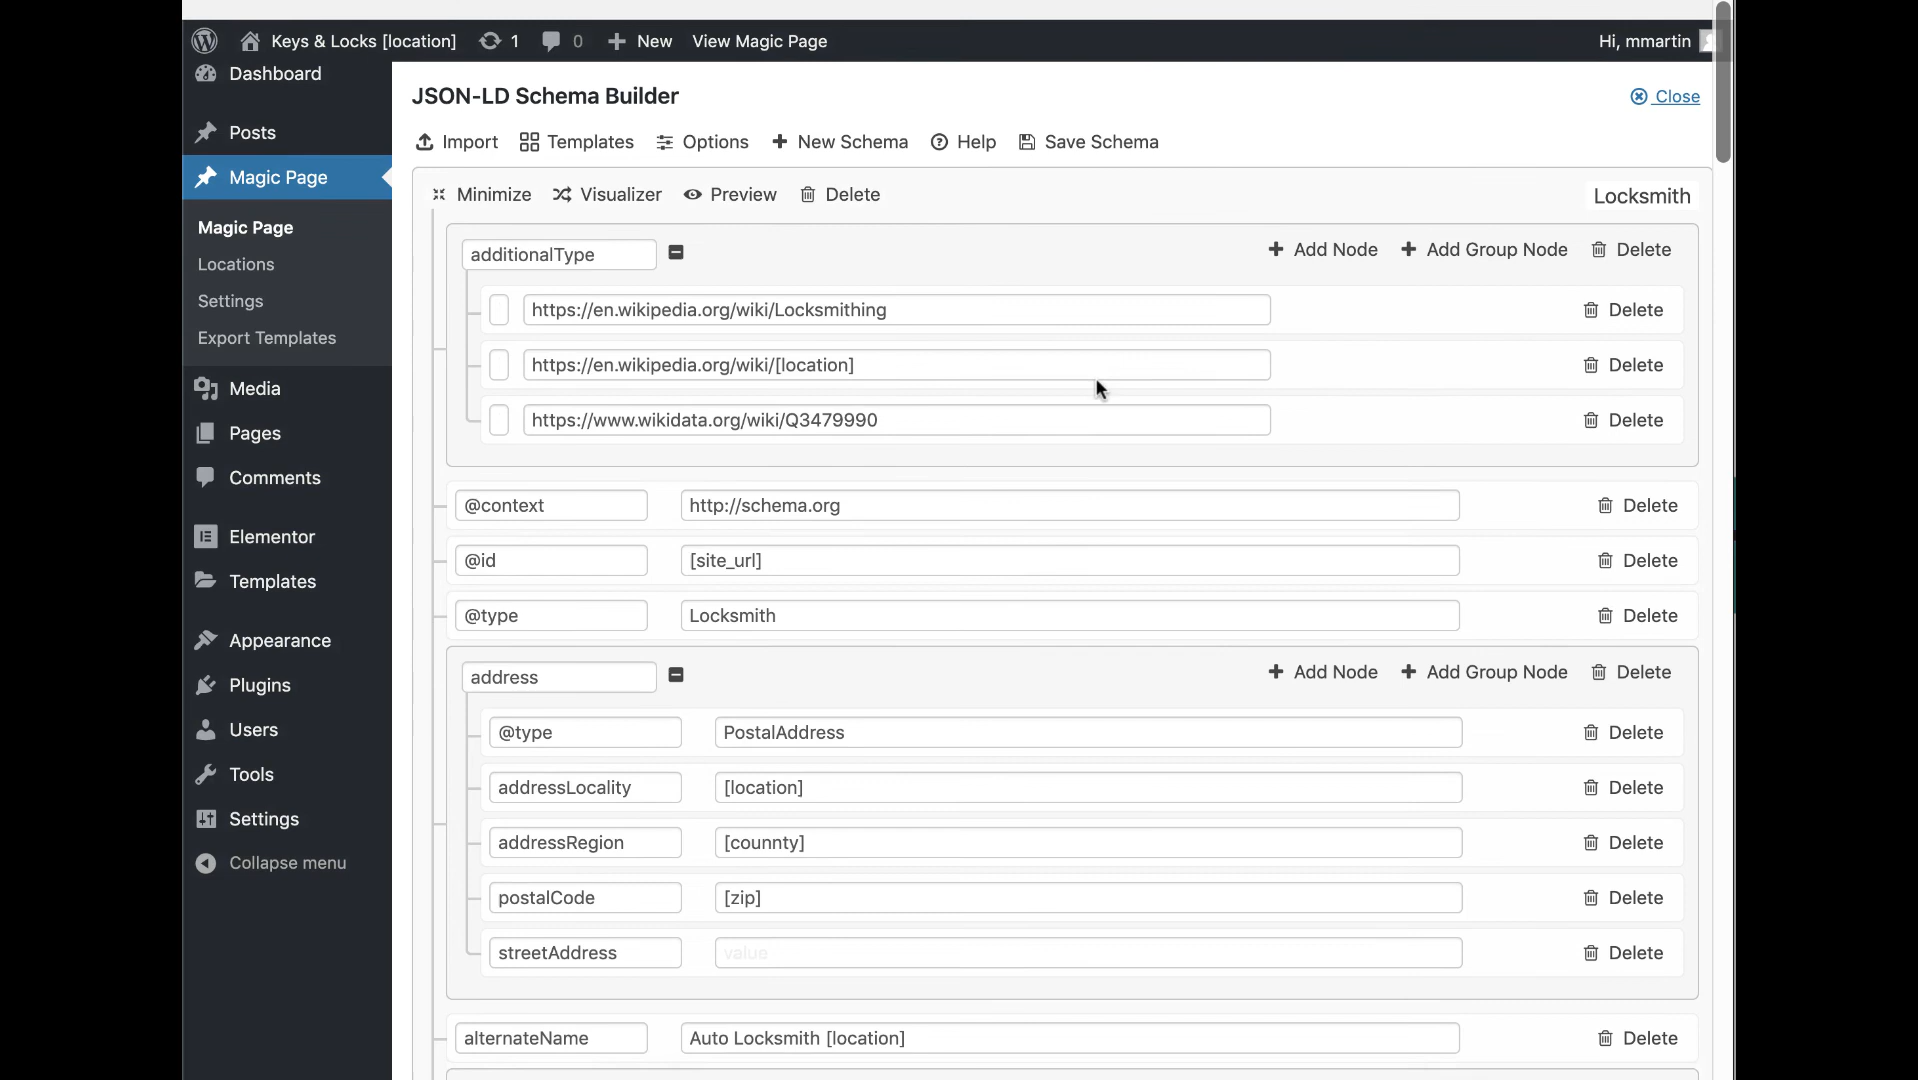 Keys & Locks [location] 1 0 New View Magic Page Hi, mmartin
Dashboard
Posts
Magic Page
Magic Page
Locations
Settings
Export Templates
Media
Pages
Comments
Elementor
Templates
Appearance
Plugins
Users
Tools
Settings
Collapse menu
JSON-LD Schema Builder Close
Import Templates Options New Schema Help Save Schema
Minimize Visualizer Preview Delete Locksmith
additionalType Add Node Add Group Node Delete
https://en.wikipedia.org/wiki/Locksmithing Delete
https://en.wikipedia.org/wiki/[location] Delete
https://www.wikidata.org/wiki/Q3479990 Delete
@context http://schema.org Delete
@id [site_url] Delete
@type Locksmith Delete
address Add Node Add Group Node Delete
@type PostalAddress Delete
addressLocality [location] Delete
addressRegion [counnty] Delete
postalCode [zip] Delete
streetAddress value Delete
alternateName Auto Locksmith [location] Delete